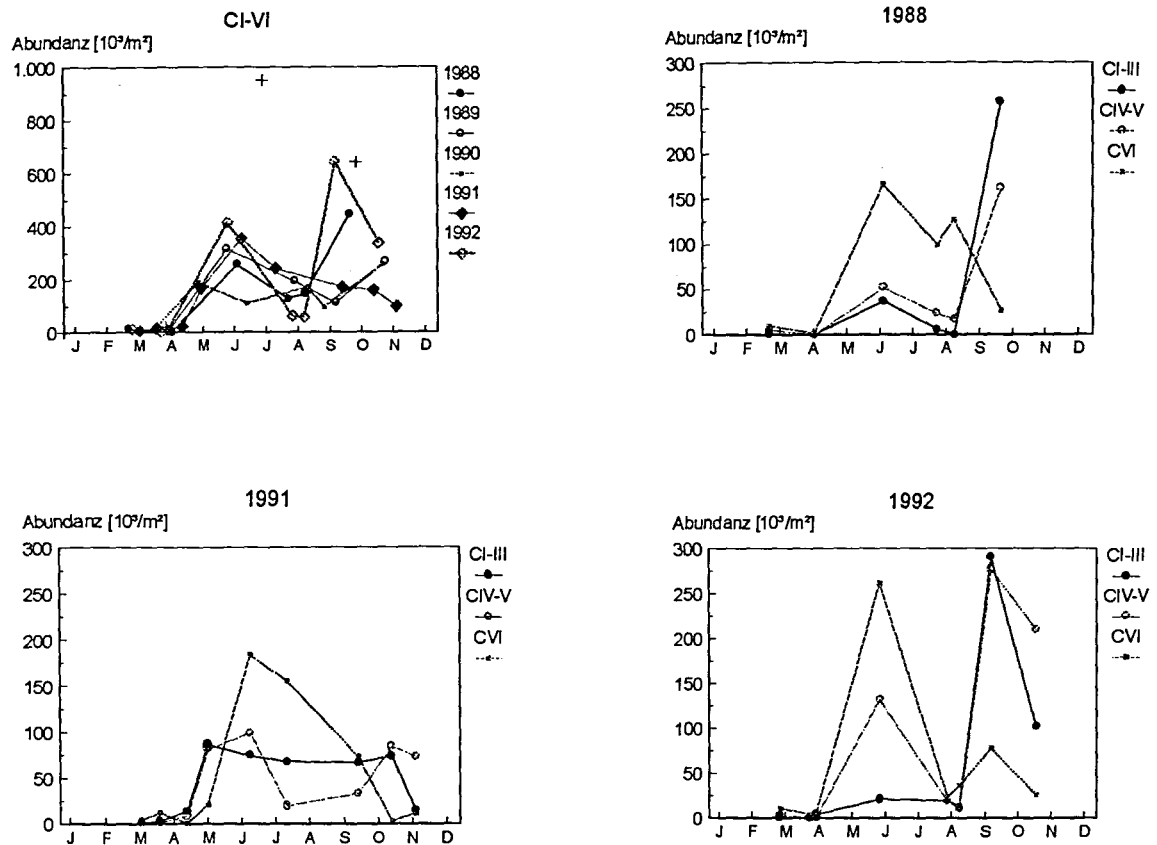 CI-VI
Abundanz [10³/m²]
1.000
800
600
400
200
0
J F M A M J J A S O N D
1988
1989
1990
1991
1992
1988
Abundanz [10³/m²]
300
250
200
150
100
50
0
J F M A M J J A S O N D
CI-III
CIV-V
CVI
1991
Abundanz [10³/m²]
300
250
200
150
100
50
0
J F M A M J J A S O N D
CI-III
CIV-V
CVI
1992
Abundanz [10³/m²]
300
250
200
150
100
50
0
J F M A M J J A S O N D
CI-III
CIV-V
CVI